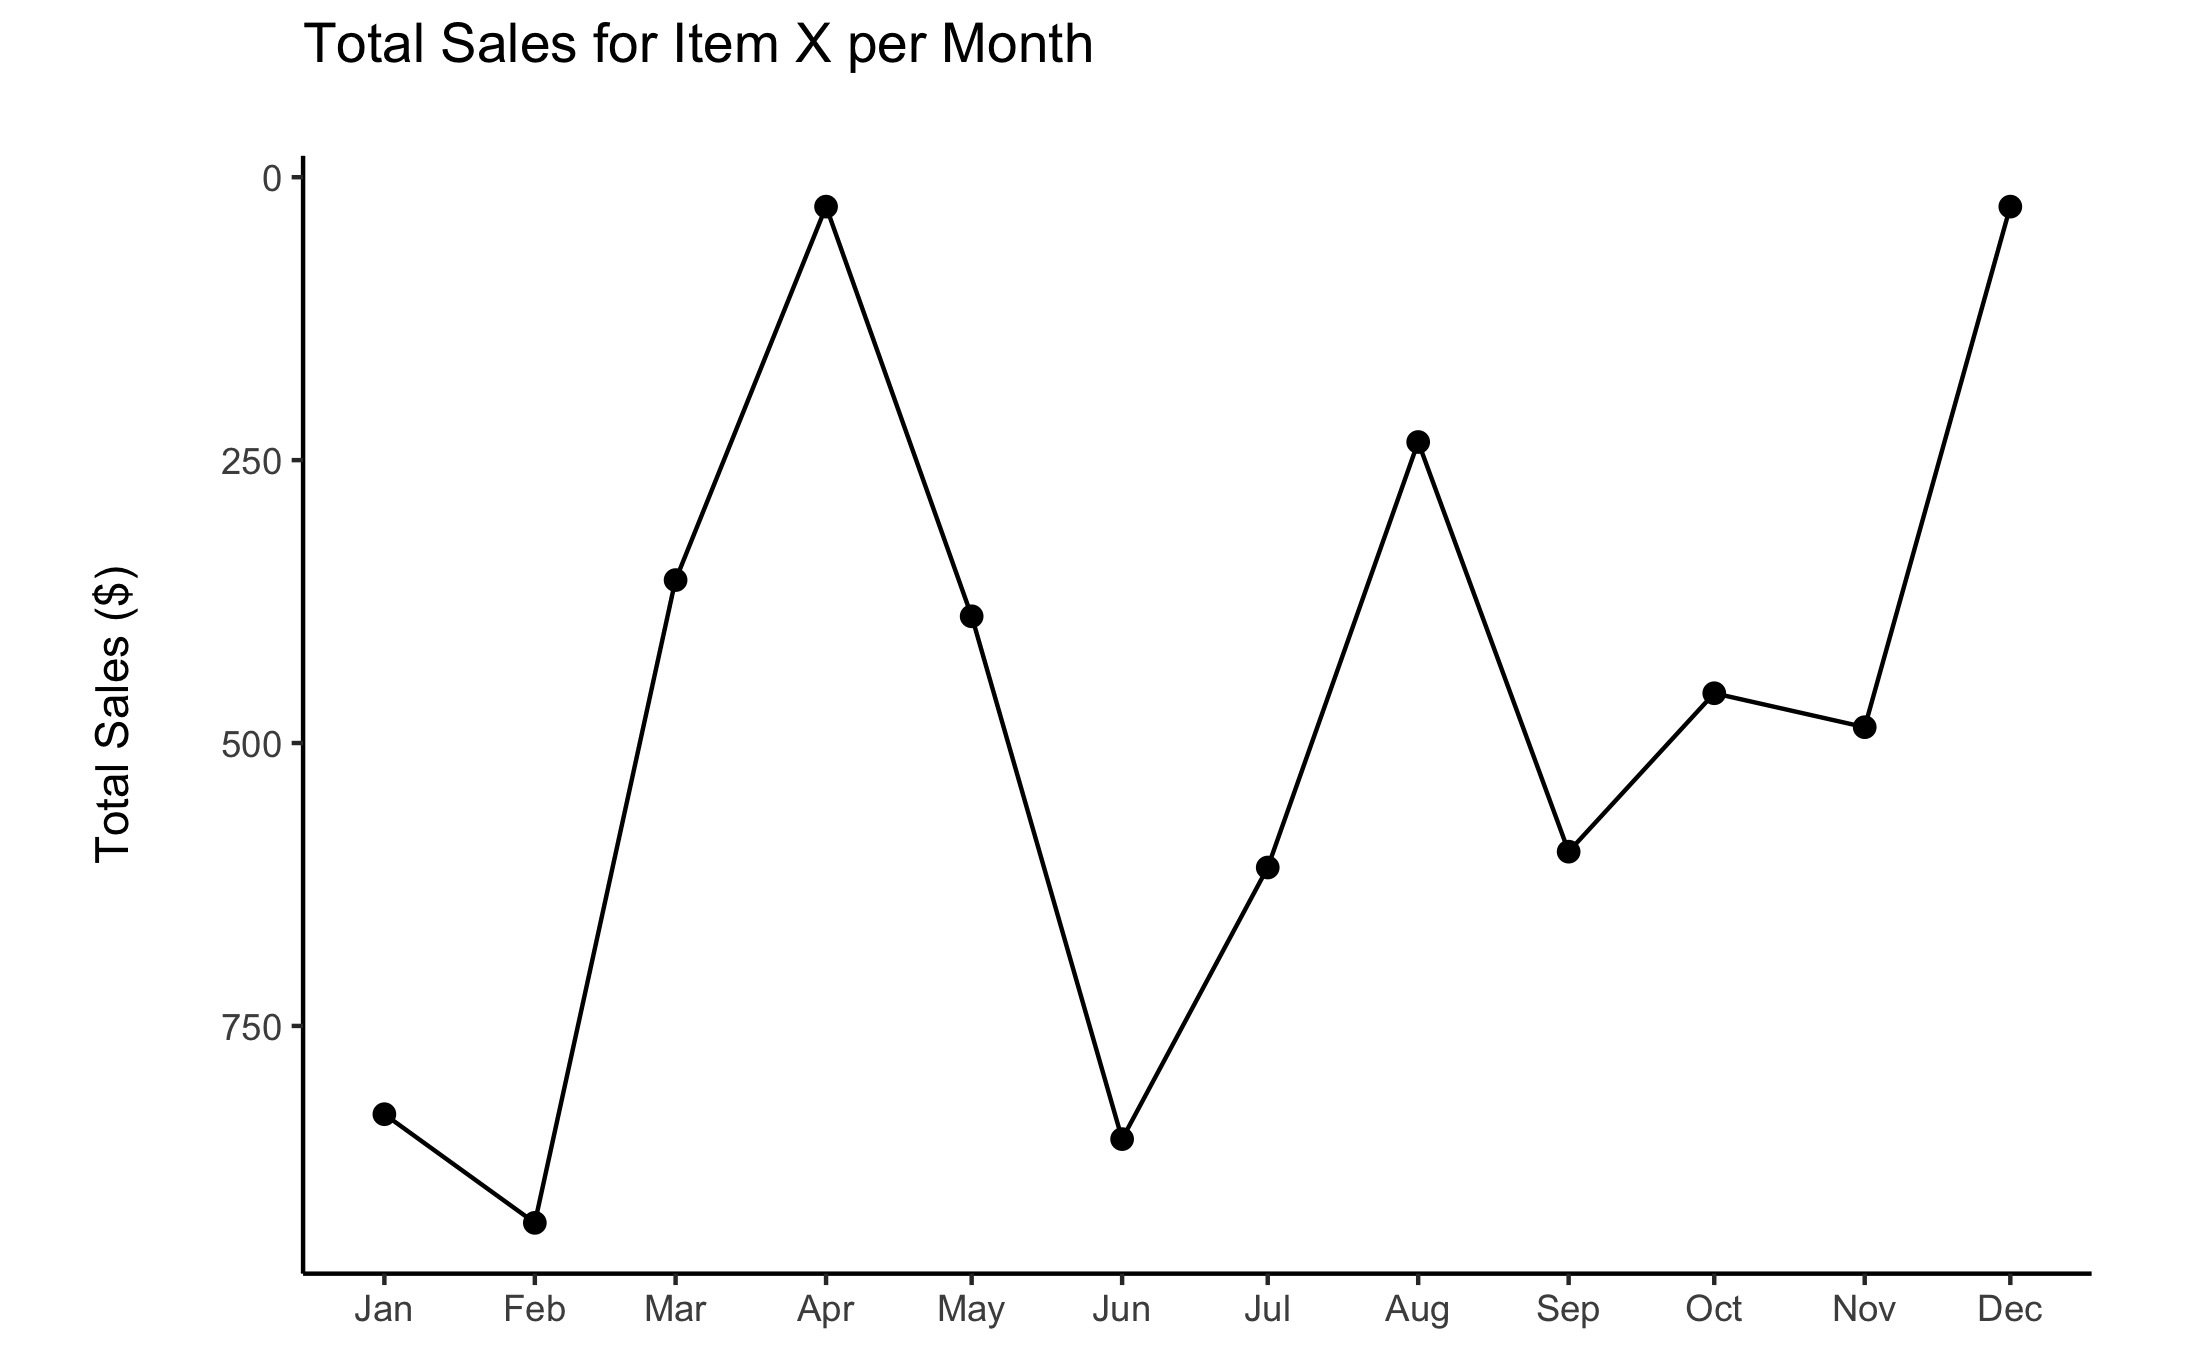 Total Sales for Item X per Month
Total Sales ($)
0
250
500
750
Jan Feb Mar Apr May Jun Jul Aug Sep Oct Nov Dec